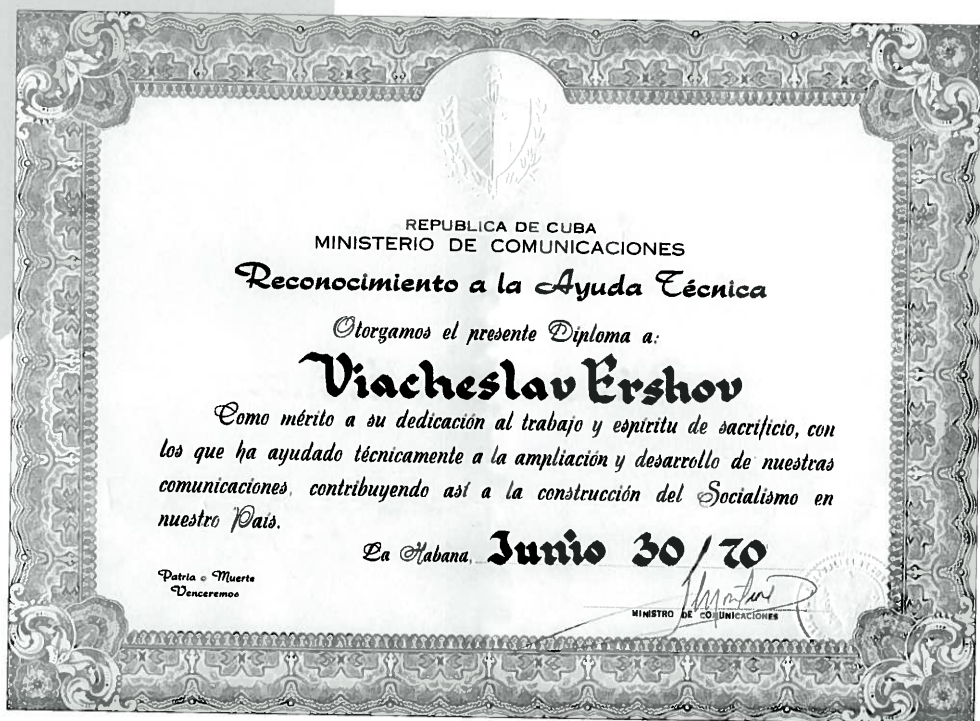 REPUBLICA DE CUBA
MINISTERIO DE COMUNICACIONES
Reconocimiento a la Ayuda Técnica
Otorgamos el presente Diploma a:
Viacheslav Ershov
Como mérito a su dedicación al trabajo y espíritu de sacrificio, con
los que ha ayudado técnicamente a la ampliación y desarrollo de nuestras
comunicaciones, contribuyendo así a la construcción del Socialismo en
nuestro País.
La Habana, Junio 30/70
Patria o Muerte
Venceremos
MINISTRO DE COMUNICACIONES